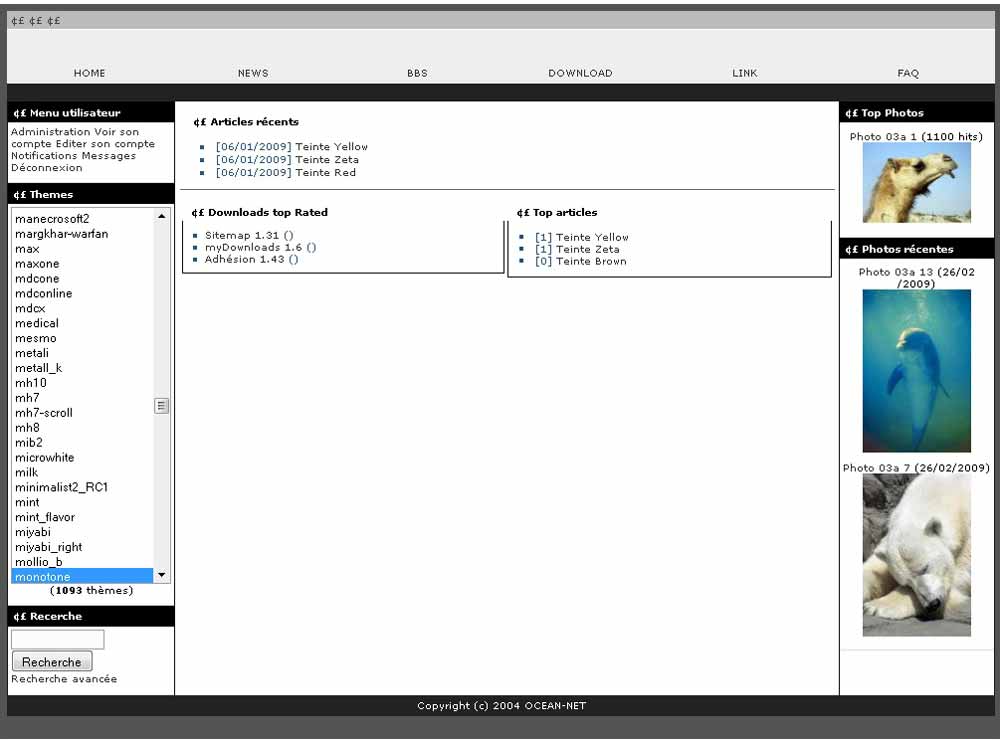 ¢£ ¢£ ¢£
HOME NEWS BBS DOWNLOAD LINK FAQ
¢£ Menu utilisateur
Administration Voir son
compte Editer son compte
Notifications Messages
Déconnexion
¢£ Themes
manecrosoft2
margkhar-warfan
max
maxone
mdcone
mdconline
mdcx
medical
mesmo
metali
metall_k
mh10
mh7
mh7-scroll
mh8
mib2
microwhite
milk
minimalist2_RC1
mint
mint_flavor
miyabi
miyabi_right
mollio_b
monotone
(1093 thèmes)
¢£ Recerche
Recherche
Recherche avancée
¢£ Articles récents
[06/01/2009] Teinte Yellow
[06/01/2009] Teinte Zeta
[06/01/2009] Teinte Red
¢£ Downloads top Rated
Sitemap 1.31 ()
myDownloads 1.6 ()
Adhésion 1.43 ()
¢£ Top articles
[1] Teinte Yellow
[1] Teinte Zeta
[0] Teinte Brown
¢£ Top Photos
Photo 03a 1 (1100 hits)
¢£ Photos récentes
Photo 03a 13 (26/02
/2009)
Photo 03a 7 (26/02/2009)
Copyright (c) 2004 OCEAN-NET